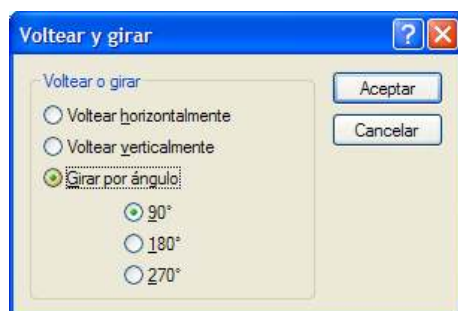 Voltear y girar
Voltear o girar
Voltear horizontalmente
Voltear verticalmente
Girar por ángulo
90°
180°
270°
Aceptar
Cancelar